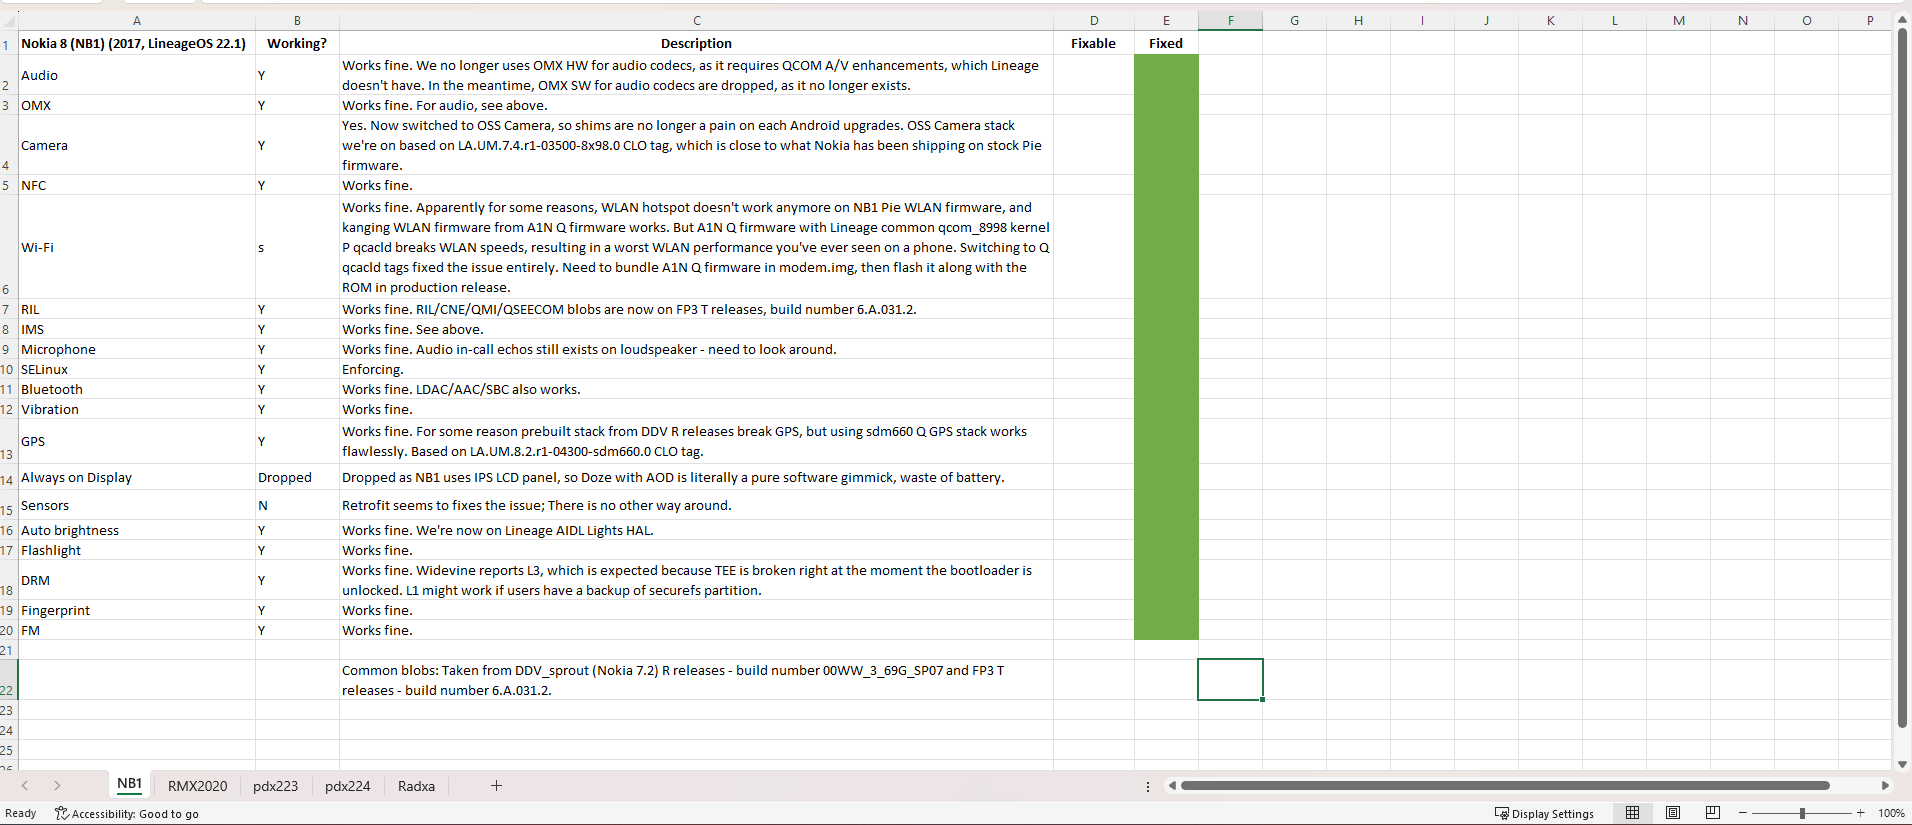 A B C D E F G H I J K L M N O P
1 Nokia 8 (NB1) (2017, LineageOS 22.1) Working? Description Fixable Fixed
2 Audio Y Works fine. We no longer uses OMX HW for audio codecs, as it requires QCOM A/V enhancements, which Lineage
doesn't have. In the meantime, OMX SW for audio codecs are dropped, as it no longer exists.
3 OMX Y Works fine. For audio, see above.
4 Camera Y Yes. Now switched to OSS Camera, so shims are no longer a pain on each Android upgrades. OSS Camera stack
we're on based on LA.UM.7.4.r1-03500-8x98.0 CLO tag, which is close to what Nokia has been shipping on stock Pie
firmware.
5 NFC Y Works fine.
6 Wi-Fi s Works fine. Apparently for some reasons, WLAN hotspot doesn't work anymore on NB1 Pie WLAN firmware, and
kanging WLAN firmware from A1N Q firmware works. But A1N Q firmware with Lineage common qcom_8998 kernel
P qcacld breaks WLAN speeds, resulting in a worst WLAN performance you've ever seen on a phone. Switching to Q
qcacld tags fixed the issue entirely. Need to bundle A1N Q firmware in modem.img, then flash it along with the
ROM in production release.
7 RIL Y Works fine. RIL/CNE/QMI/QSEECOM blobs are now on FP3 T releases, build number 6.A.031.2.
8 IMS Y Works fine. See above.
9 Microphone Y Works fine. Audio in-call echos still exists on loudspeaker - need to look around.
10 SELinux Y Enforcing.
11 Bluetooth Y Works fine. LDAC/AAC/SBC also works.
12 Vibration Y Works fine.
13 GPS Y Works fine. For some reason prebuilt stack from DDV R releases break GPS, but using sdm660 Q GPS stack works
flawlessly. Based on LA.UM.8.2.r1-04300-sdm660.0 CLO tag.
14 Always on Display Dropped Dropped as NB1 uses IPS LCD panel, so Doze with AOD is literally a pure software gimmick, waste of battery.
15 Sensors N Retrofit seems to fixes the issue; There is no other way around.
16 Auto brightness Y Works fine. We're now on Lineage AIDL Lights HAL.
17 Flashlight Y Works fine.
18 DRM Y Works fine. Widevine reports L3, which is expected because TEE is broken right at the moment the bootloader is
unlocked. L1 might work if users have a backup of securefs partition.
19 Fingerprint Y Works fine.
20 FM Y Works fine.
21
22 Common blobs: Taken from DDV_sprout (Nokia 7.2) R releases - build number 00WW_3_69G_SP07 and FP3 T
releases - build number 6.A.031.2.
23
24
25
NB1 RMX2020 pdx223 pdx224 Radxa
Ready Accessibility: Good to go Display Settings 100%